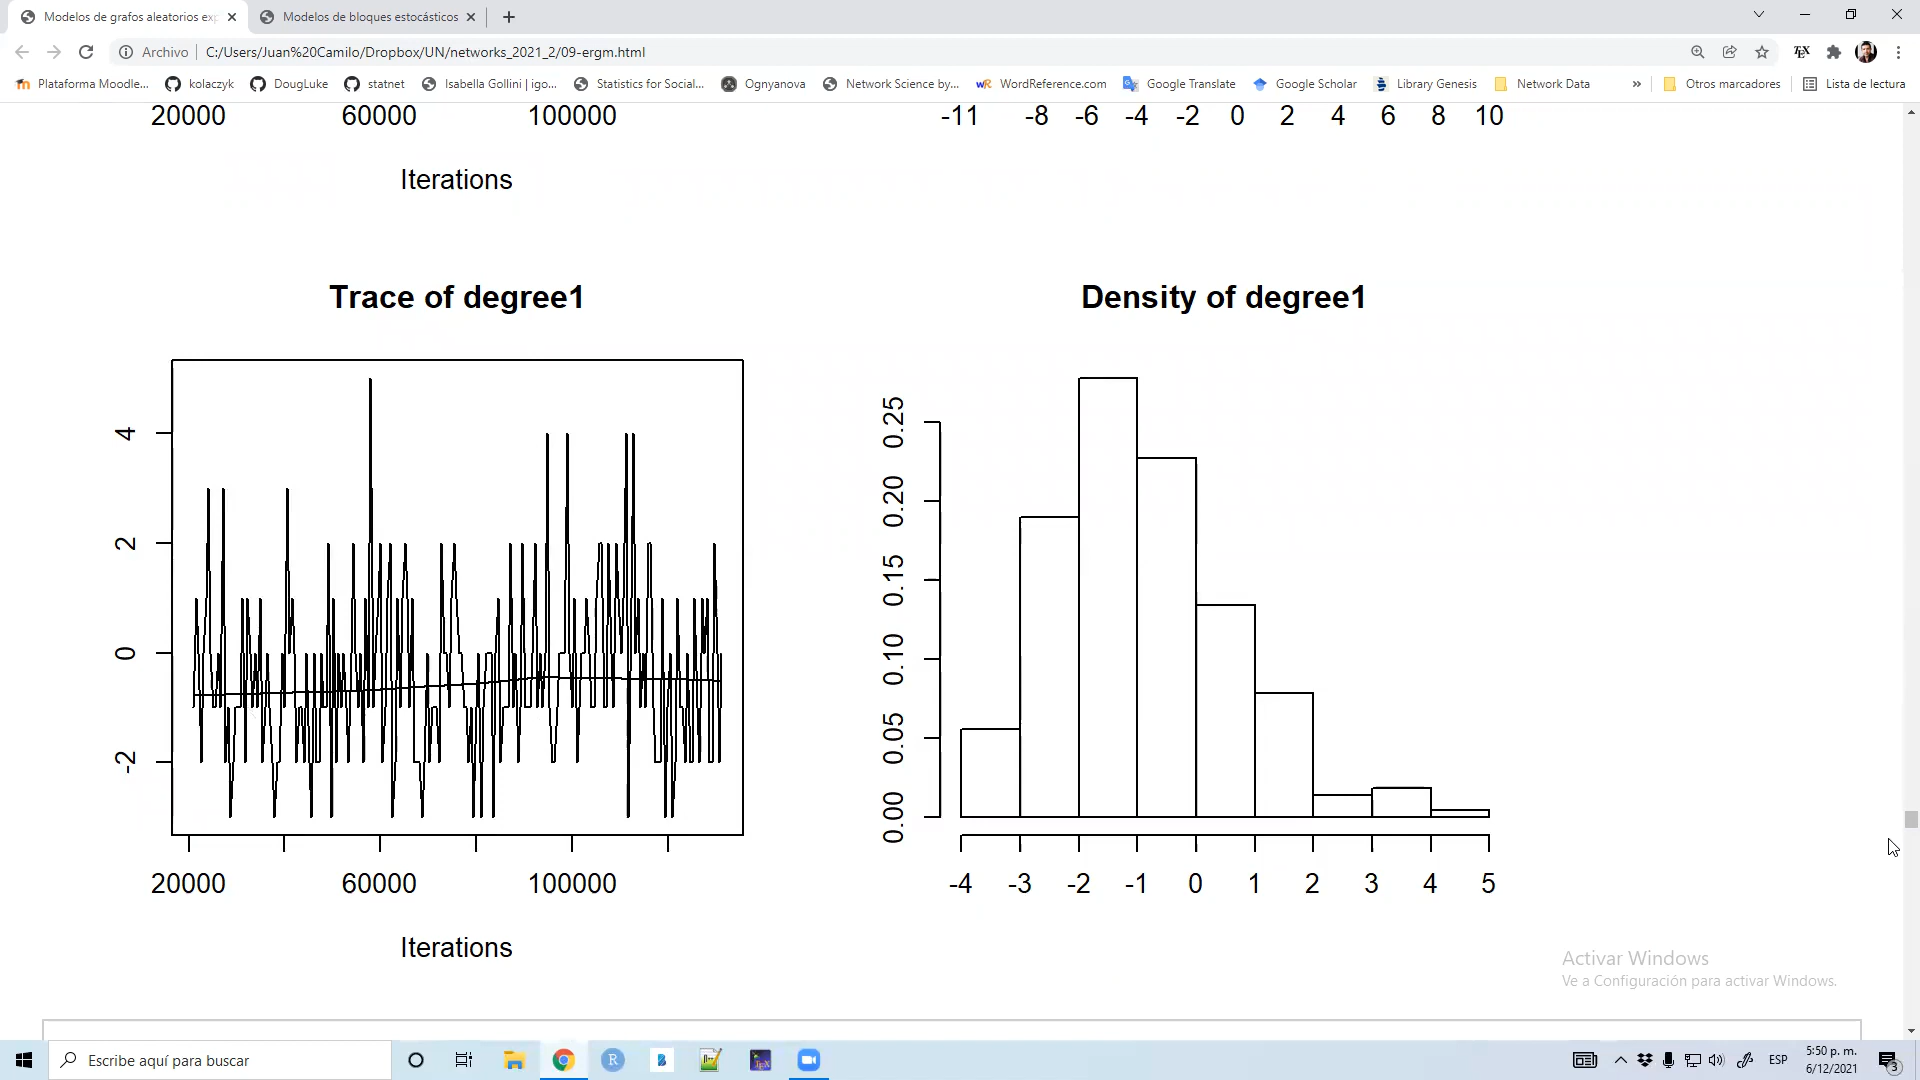 Modelos de grafos aleatorios exp
Modelos de bloques estocásticos
Archivo
C:/Users/Juan%20Camilo/Dropbox/UN/networks_2021_2/09-ergm.html
Plataforma Moodle... kolaczyk DougLuke statnet Isabella Gollini | igo... Statistics for Social... Ognyanova Network Science by... WordReference.com Google Translate Google Scholar Library Genesis Network Data » Otros marcadores Lista de lectura
20000 60000 100000
-11 -8 -6 -4 -2 0 2 4 6 8 10
Iterations
Trace of degree1
4
2
0
-2
20000 60000 100000
Iterations
Density of degree1
0.25
0.20
0.15
0.10
0.05
0.00
-4 -3 -2 -1 0 1 2 3 4 5
Activar Windows
Ve a Configuración para activar Windows.
Escribe aquí para buscar
ESP
5:50 p. m.
6/12/2021
3